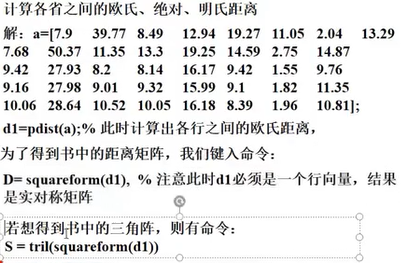 计算各省之间的欧氏、绝对、明氏距离
解：a=[7.9 39.77 8.49 12.94 19.27 11.05 2.04 13.29
7.68 50.37 11.35 13.3 19.25 14.59 2.75 14.87
9.42 27.93 8.2 8.14 16.17 9.42 1.55 9.76
9.16 27.98 9.01 9.32 15.99 9.1 1.82 11.35
10.06 28.64 10.52 10.05 16.18 8.39 1.96 10.81];
d1=pdist(a);% 此时计算出各行之间的欧氏距离，
为了得到书中的距离矩阵，我们键入命令：
D= squareform(d1), % 注意此时d1必须是一个行向量，结果
是实对称矩阵
若想得到书中的三角阵，则有命令：
S = tril(squareform(d1))